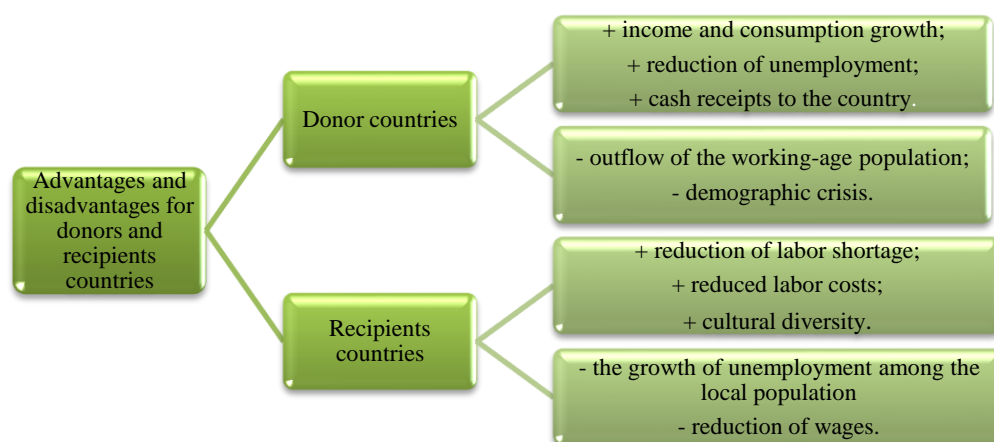 Advantages and
disadvantages for
donors and
recipients
countries
Donor countries
+ income and consumption growth;
+ reduction of unemployment;
+ cash receipts to the country.
- outflow of the working-age population;
- demographic crisis.
Recipients
countries
+ reduction of labor shortage;
+ reduced labor costs;
+ cultural diversity.
- the growth of unemployment among the
local population
- reduction of wages.